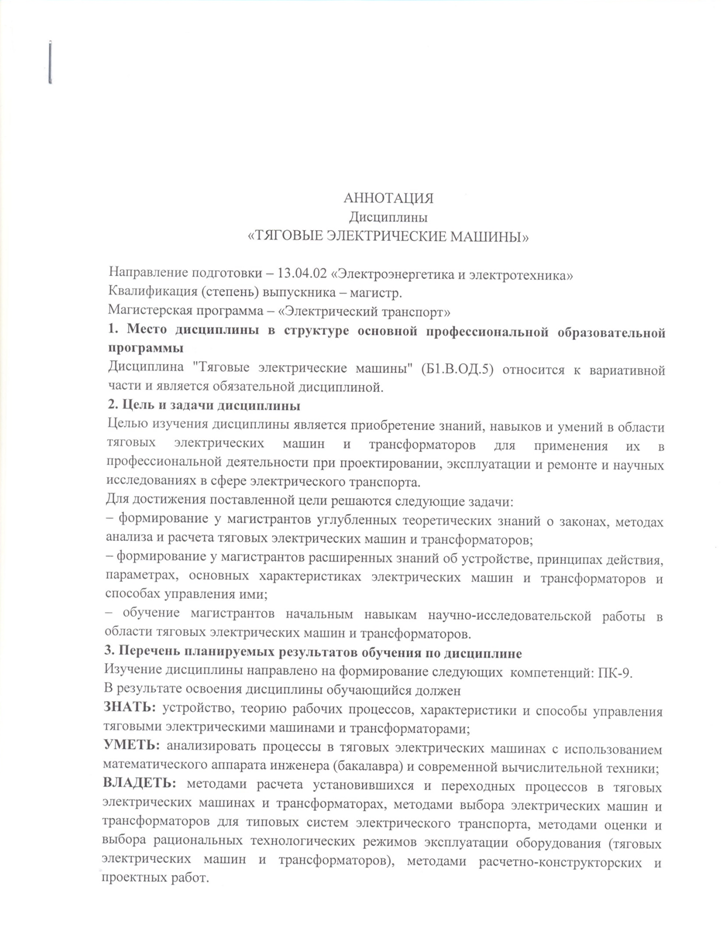 АННОТАЦИЯ
Дисциплины
«ТЯГОВЫЕ ЭЛЕКТРИЧЕСКИЕ МАШИНЫ»
Направление подготовки – 13.04.02 «Электроэнергетика и электротехника»
Квалификация (степень) выпускника – магистр.
Магистерская программа – «Электрический транспорт»
1. Место дисциплины в структуре основной профессиональной образовательной
программы
Дисциплина "Тяговые электрические машины" (Б1.В.ОД.5) относится к вариативной
части и является обязательной дисциплиной.
2. Цель и задачи дисциплины
Целью изучения дисциплины является приобретение знаний, навыков и умений в области
тяговых электрических машин и трансформаторов для применения их в
профессиональной деятельности при проектировании, эксплуатации и ремонте и научных
исследованиях в сфере электрического транспорта.
Для достижения поставленной цели решаются следующие задачи:
– формирование у магистрантов углубленных теоретических знаний о законах, методах
анализа и расчета тяговых электрических машин и трансформаторов;
– формирование у магистрантов расширенных знаний об устройстве, принципах действия,
параметрах, основных характеристиках электрических машин и трансформаторов и
способах управления ими;
– обучение магистрантов начальным навыкам научно-исследовательской работы в
области тяговых электрических машин и трансформаторов.
3. Перечень планируемых результатов обучения по дисциплине
Изучение дисциплины направлено на формирование следующих компетенций: ПК-9.
В результате освоения дисциплины обучающийся должен
ЗНАТЬ: устройство, теорию рабочих процессов, характеристики и способы управления
тяговыми электрическими машинами и трансформаторами;
УМЕТЬ: анализировать процессы в тяговых электрических машинах с использованием
математического аппарата инженера (бакалавра) и современной вычислительной техники;
ВЛАДЕТЬ: методами расчета установившихся и переходных процессов в тяговых
электрических машинах и трансформаторах, методами выбора электрических машин и
трансформаторов для типовых систем электрического транспорта, методами оценки и
выбора рациональных технологических режимов эксплуатации оборудования (тяговых
электрических машин и трансформаторов), методами расчетно-конструкторских и
проектных работ.